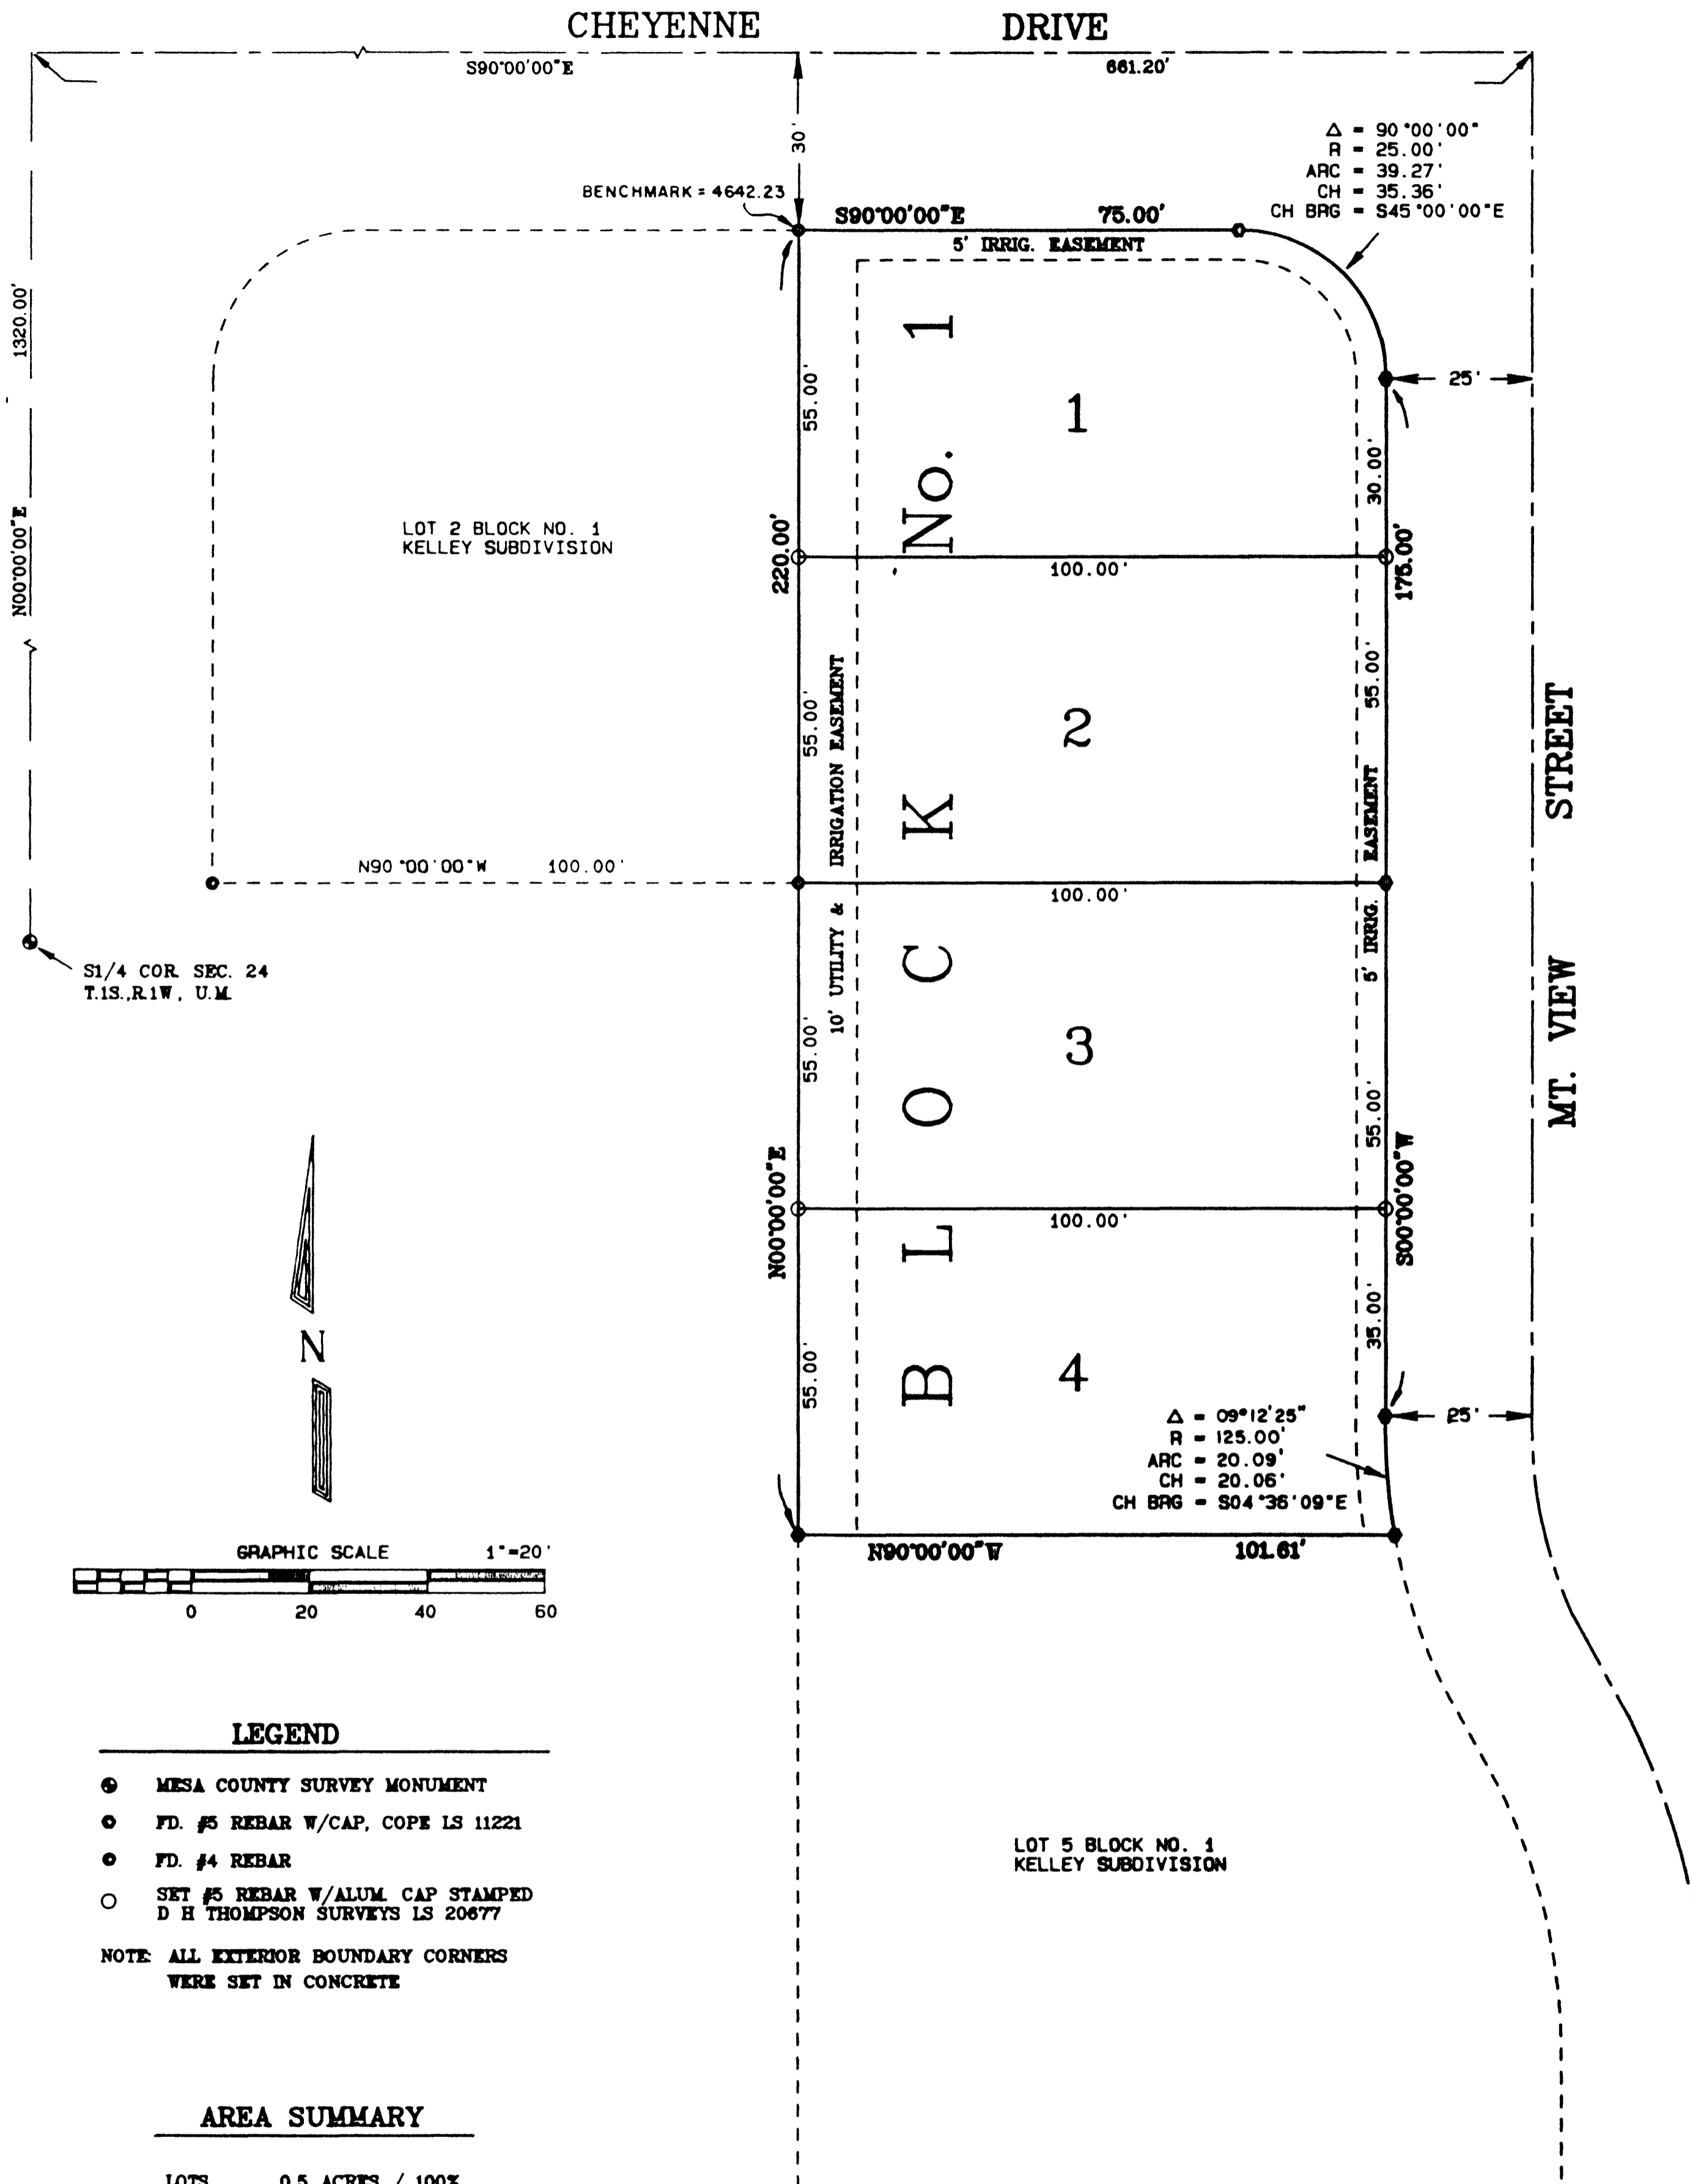 CHEYENNE DRIVE
S90°00'00"E 661.20'
30'
Δ = 90°00'00"
R = 25.00'
ARC = 39.27'
CH = 35.36'
CH BRG = S45°00'00"E
BENCHMARK = 4642.23
S90°00'00"E 75.00'
5' IRRIG. EASEMENT
1320.00'
N00°00'00"E
25'
55.00'
1
30.00'
LOT 2 BLOCK NO. 1
KELLEY SUBDIVISION
220.00'
100.00'
175.00'
BLOCK No. 1
55.00'
2
55.00'
10' UTILITY & IRRIGATION EASEMENT
5' IRRIG. EASEMENT
MT. VIEW STREET
N90°00'00"W 100.00'
100.00'
S1/4 COR. SEC. 24
T.1S.,R.1W, U.M.
55.00'
3
55.00'
N00°00'00"E
S00°00'00"W
100.00'
N
55.00'
4
35.00'
25'
Δ = 09°12'25"
R = 125.00'
ARC = 20.09'
CH = 20.06'
CH BRG = S04°36'09"E
N90°00'00"W 101.61'
GRAPHIC SCALE 1"=20'
0 20 40 60
LEGEND
MESA COUNTY SURVEY MONUMENT
FD. #5 REBAR W/CAP, COPE LS 11221
FD. #4 REBAR
SET #5 REBAR W/ALUM. CAP STAMPED
D H THOMPSON SURVEYS LS 20677
NOTE: ALL EXTERIOR BOUNDARY CORNERS
WERE SET IN CONCRETE
LOT 5 BLOCK NO. 1
KELLEY SUBDIVISION
AREA SUMMARY
LOTS 0.5 ACRES / 100%